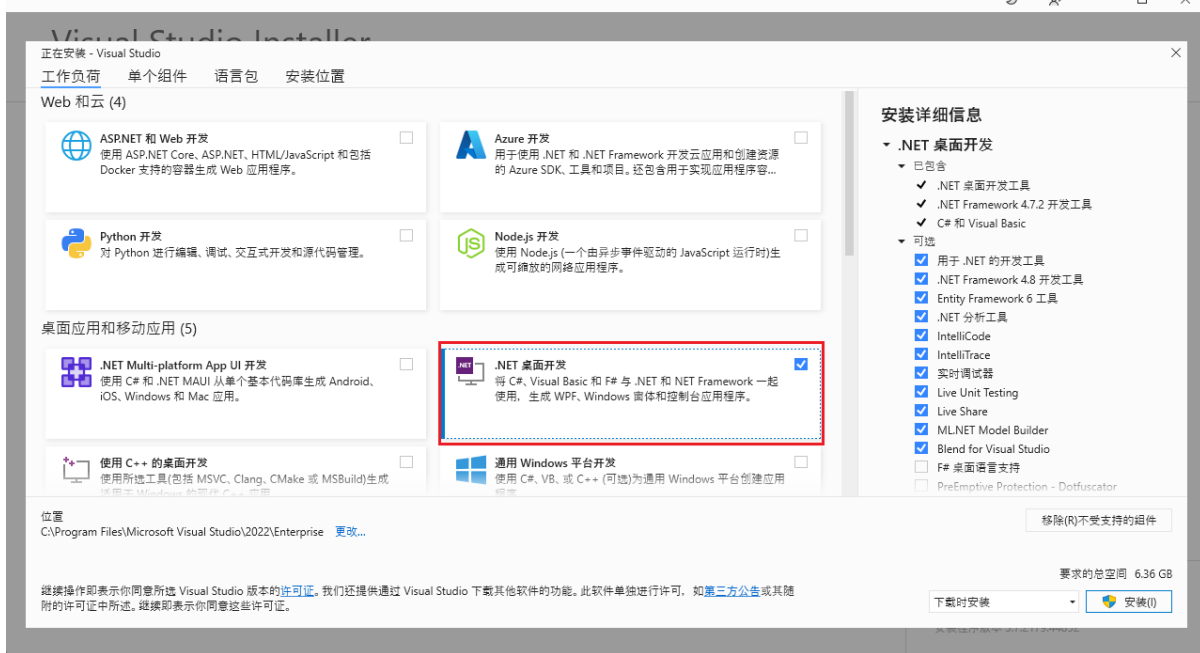 Visual Studio Installer
正在安装 - Visual Studio
工作负荷 单个组件 语言包 安装位置
Web 和云 (4)
ASP.NET 和 Web 开发
使用 ASP.NET Core、ASP.NET、HTML/JavaScript 和包括
Docker 支持的容器生成 Web 应用程序。
Azure 开发
用于使用 .NET 和 .NET Framework 开发云应用和创建资源
的 Azure SDK、工具和项目。还包含用于实现应用程序容...
Python 开发
对 Python 进行编辑、调试、交互式开发和源代码管理。
JS
Node.js 开发
使用 Node.js (一个由异步事件驱动的 JavaScript 运行时)生
成可缩放的网络应用程序。
桌面应用和移动应用 (5)
.NET Multi-platform App UI 开发
使用 C# 和 .NET MAUI 从单个基本代码库生成 Android、
iOS、Windows 和 Mac 应用。
.NET
.NET 桌面开发
将 C#、Visual Basic 和 F# 与 .NET 和 NET Framework 一起
使用，生成 WPF、Windows 窗体和控制台应用程序。
使用 C++ 的桌面开发
使用所选工具(包括 MSVC、Clang、CMake 或 MSBuild)生成
适用于 Windows 的现代 C++ 应用
通用 Windows 平台开发
使用 C#、VB、或 C++ (可选)为通用 Windows 平台创建应用
程序
安装详细信息
.NET 桌面开发
已包含
.NET 桌面开发工具
.NET Framework 4.7.2 开发工具
C# 和 Visual Basic
可选
用于 .NET 的开发工具
.NET Framework 4.8 开发工具
Entity Framework 6 工具
.NET 分析工具
IntelliCode
IntelliTrace
实时调试器
Live Unit Testing
Live Share
ML.NET Model Builder
Blend for Visual Studio
F# 桌面语言支持
PreEmptive Protection - Dotfuscator
位置
C:\Program Files\Microsoft Visual Studio\2022\Enterprise 更改...
移除(R)不受支持的组件
要求的总空间 6.36 GB
继续操作即表示你同意所选 Visual Studio 版本的许可证。我们还提供通过 Visual Studio 下载其他软件的功能。此软件单独进行许可，如第三方公告或其随
附的许可证中所述。继续即表示你同意这些许可证。
下载时安装
安装(I)